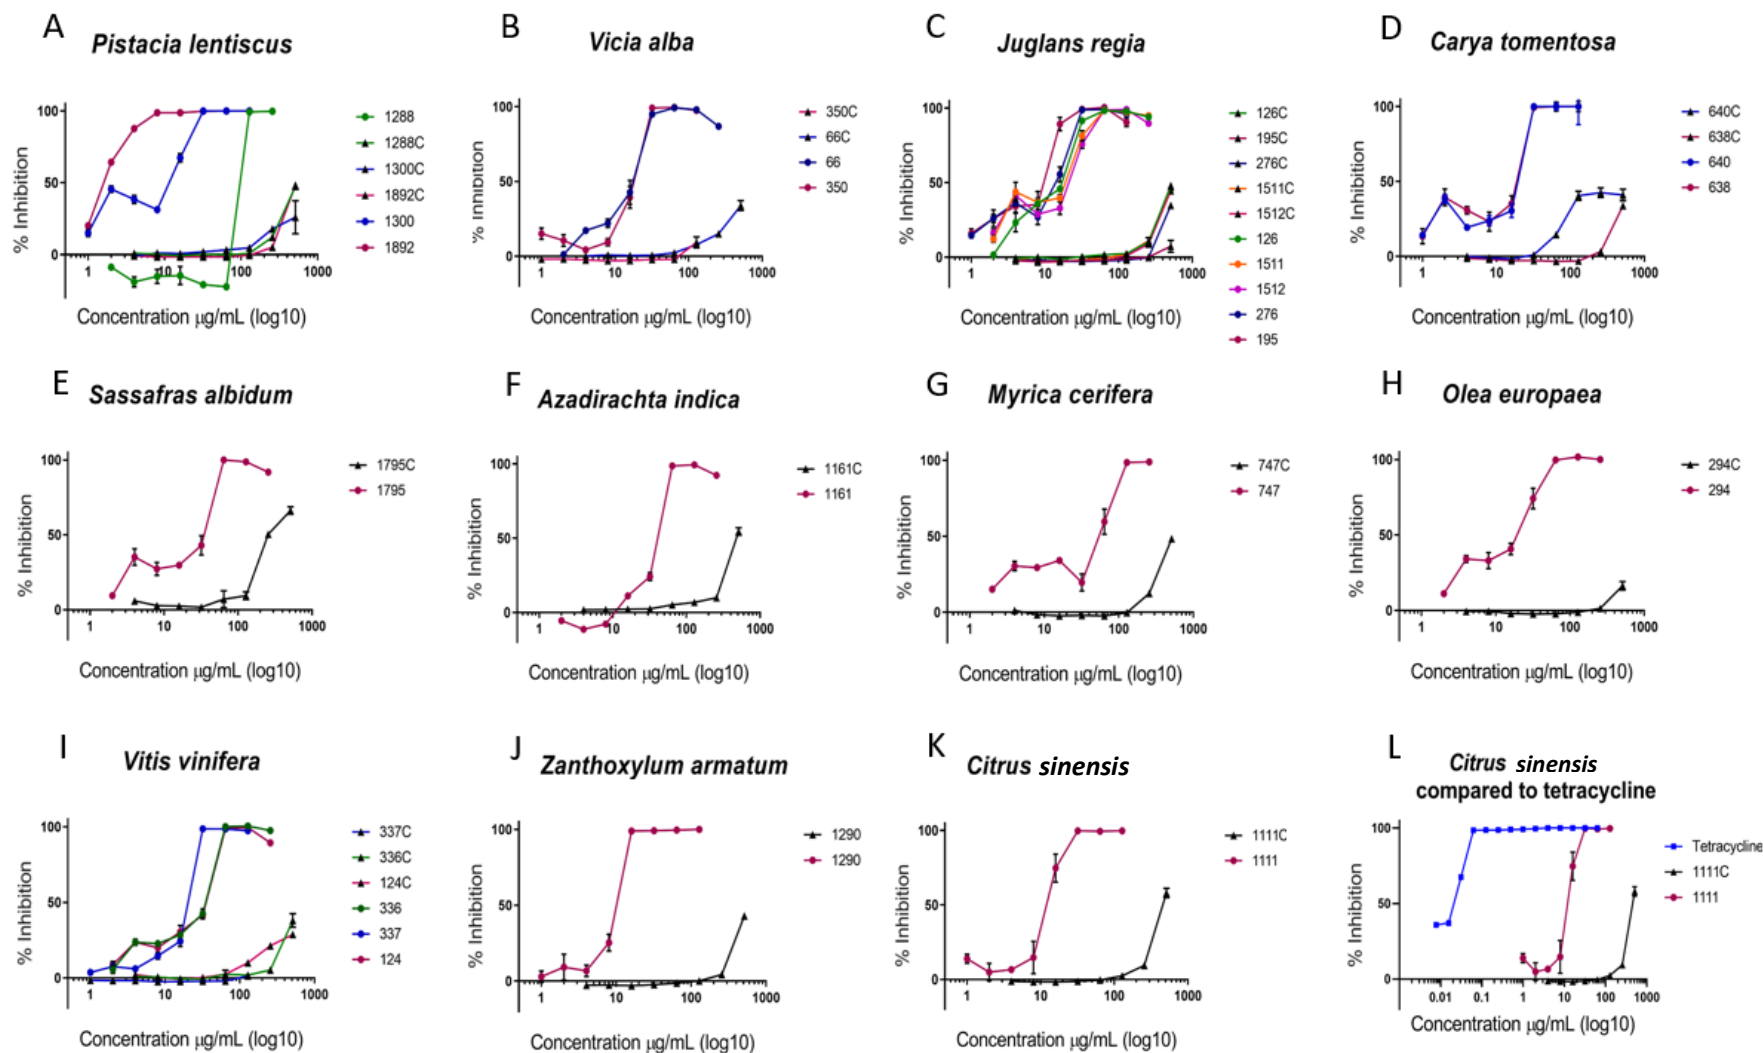 A
Pistacia lentiscus
% Inhibition
100
50
0
1
10
100
1000
Concentration µg/mL (log10)
1288
1288C
1300C
1892C
1300
1892
B
Vicia alba
% Inhibition
100
50
0
1
10
100
1000
Concentration µg/mL (log10)
350C
66C
66
350
C
Juglans regia
% Inhibition
100
50
0
1
10
100
1000
Concentration µg/mL (log10)
126C
195C
276C
1511C
1512C
126
1511
1512
276
195
D
Carya tomentosa
% Inhibition
100
50
0
1
10
100
1000
Concentration µg/mL (log10)
640C
638C
640
638
E
Sassafras albidum
% Inhibition
100
50
0
1
10
100
1000
Concentration µg/mL (log10)
1795C
1795
F
Azadirachta indica
% Inhibition
100
50
0
1
10
100
1000
Concentration µg/mL (log10)
1161C
1161
G
Myrica cerifera
% Inhibition
100
50
0
1
10
100
1000
Concentration µg/mL (log10)
747C
747
H
Olea europaea
% Inhibition
100
50
0
1
10
100
1000
Concentration µg/mL (log10)
294C
294
I
Vitis vinifera
% Inhibition
100
50
0
1
10
100
1000
Concentration µg/mL (log10)
337C
336C
124C
336
337
124
J
Zanthoxylum armatum
% Inhibition
100
50
0
1
10
100
1000
Concentration µg/mL (log10)
1290
1290
K
Citrus sinensis
% Inhibition
100
50
0
1
10
100
1000
Concentration µg/mL (log10)
1111C
1111
L
Citrus sinensis
compared to tetracycline
% Inhibition
100
50
0
0.01
0.1
1
10
100
1000
Concentration µg/mL (log10)
Tetracycline
1111C
1111